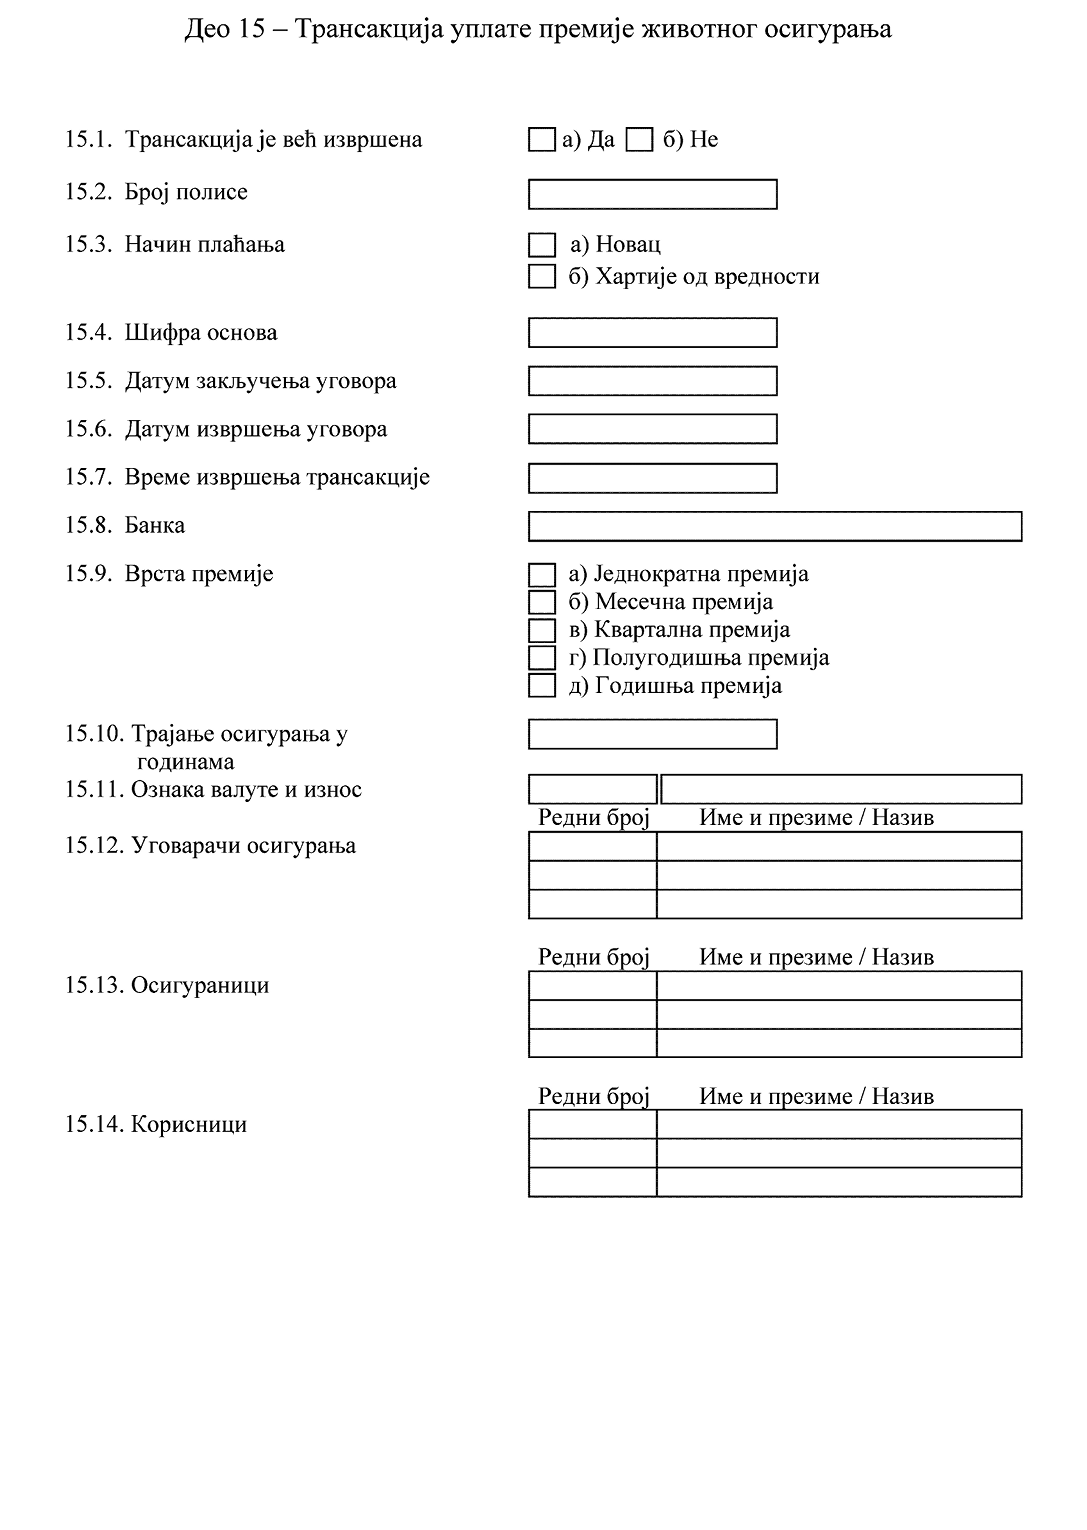 Део 15 – Трансакција уплате премије животног осигурања
15.1. Трансакција је већ извршена а) Да б) Не
15.2. Број полисе
15.3. Начин плаћања а) Новац
б) Хартије од вредности
15.4. Шифра основа
15.5. Датум закључења уговора
15.6. Датум извршења уговора
15.7. Време извршења трансакције
15.8. Банка
15.9. Врста премије а) Једнократна премија
б) Месечна премија
в) Квартална премија
г) Полугодишња премија
д) Годишња премија
15.10. Трајање осигурања у
годинама
15.11. Ознака валуте и износ
Редни број Име и презиме / Назив
15.12. Уговарачи осигурања
Редни број Име и презиме / Назив
15.13. Осигураници
Редни број Име и презиме / Назив
15.14. Корисници